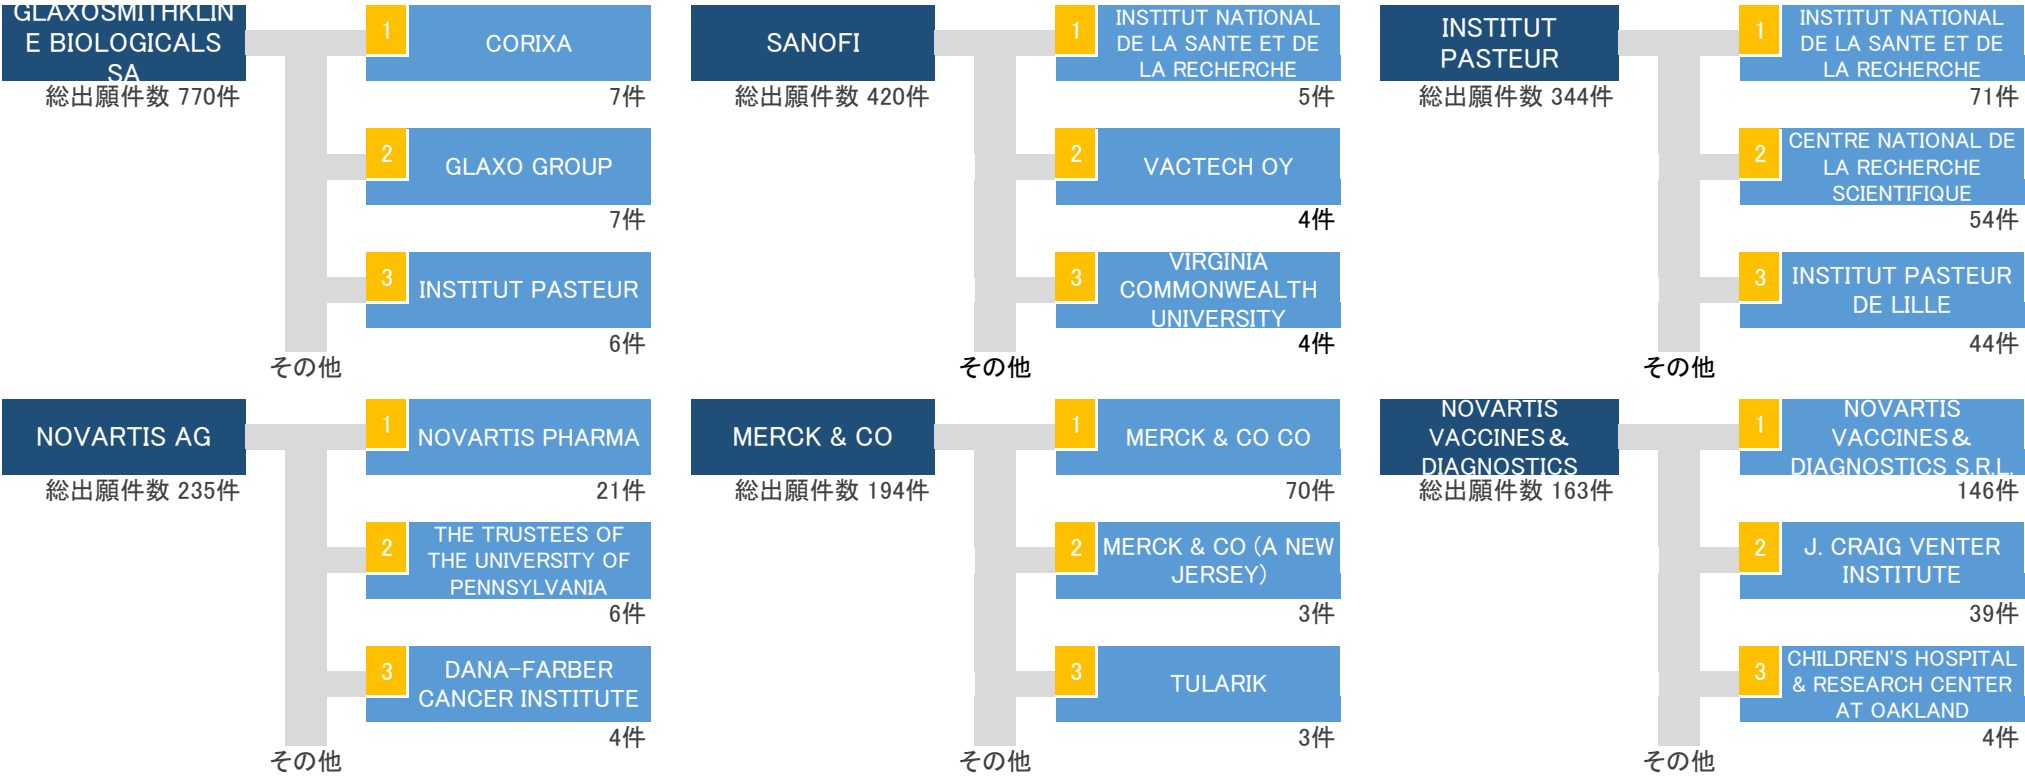 GLAXOSMITHKLIN
E BIOLOGICALS
SA
総出願件数 770件
1
CORIXA
7件
2
GLAXO GROUP
7件
3
INSTITUT PASTEUR
6件
その他
SANOFI
総出願件数 420件
1
INSTITUT NATIONAL
DE LA SANTE ET DE
LA RECHERCHE
5件
2
VACTECH OY
4件
3
VIRGINIA
COMMONWEALTH
UNIVERSITY
4件
その他
INSTITUT
PASTEUR
総出願件数 344件
1
INSTITUT NATIONAL
DE LA SANTE ET DE
LA RECHERCHE
71件
2
CENTRE NATIONAL DE
LA RECHERCHE
SCIENTIFIQUE
54件
3
INSTITUT PASTEUR
DE LILLE
44件
その他
NOVARTIS AG
総出願件数 235件
1
NOVARTIS PHARMA
21件
2
THE TRUSTEES OF
THE UNIVERSITY OF
PENNSYLVANIA
6件
3
DANA-FARBER
CANCER INSTITUTE
4件
その他
MERCK & CO
総出願件数 194件
1
MERCK & CO CO
70件
2
MERCK & CO (A NEW
JERSEY)
3件
3
TULARIK
3件
その他
NOVARTIS
VACCINES＆
DIAGNOSTICS
総出願件数 163件
1
NOVARTIS
VACCINES＆
DIAGNOSTICS S.R.L.
146件
2
J. CRAIG VENTER
INSTITUTE
39件
3
CHILDREN'S HOSPITAL
& RESEARCH CENTER
AT OAKLAND
4件
その他